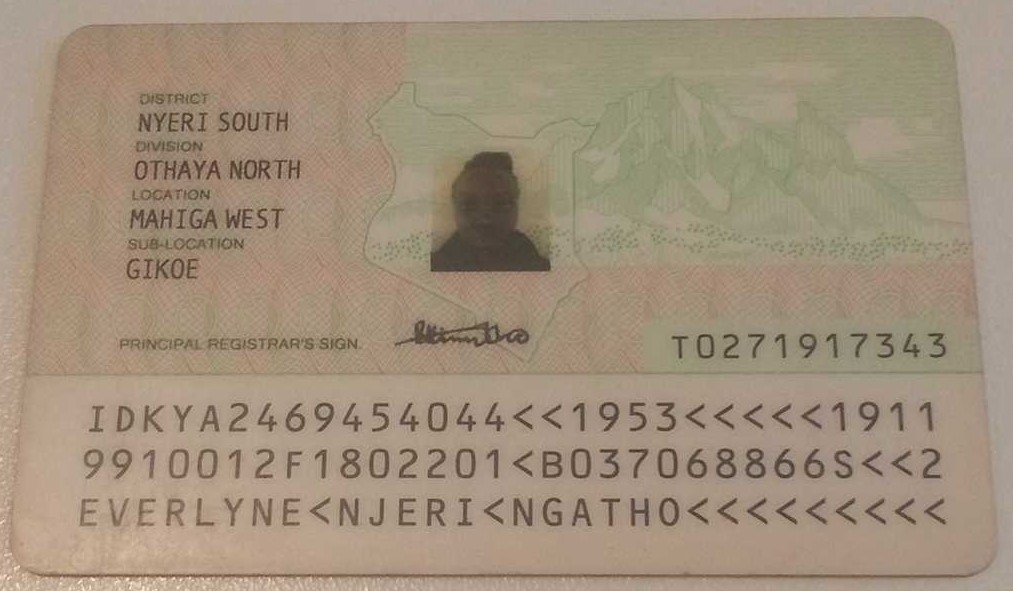 DISTRICT
NYERI SOUTH
DIVISION
OTHAYA NORTH
LOCATION
MAHIGA WEST
SUB-LOCATION
GIKOE
PRINCIPAL REGISTRAR'S SIGN.
T0271917343
IDKYA2469454044<<1953<<<<<1911
9910012F1802201<B037068866S<<2
EVERLYNE<NJERI<NGATHO<<<<<<<<<